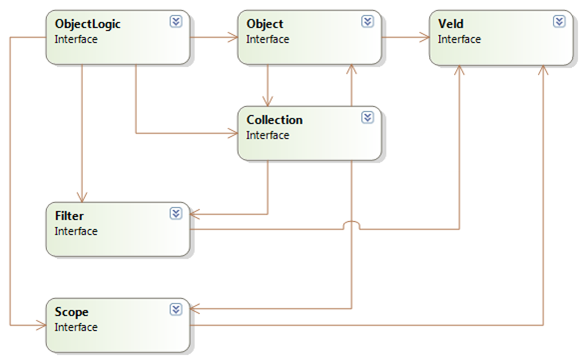 ObjectLogic
Interface
Object
Interface
Veld
Interface
Collection
Interface
Filter
Interface
Scope
Interface